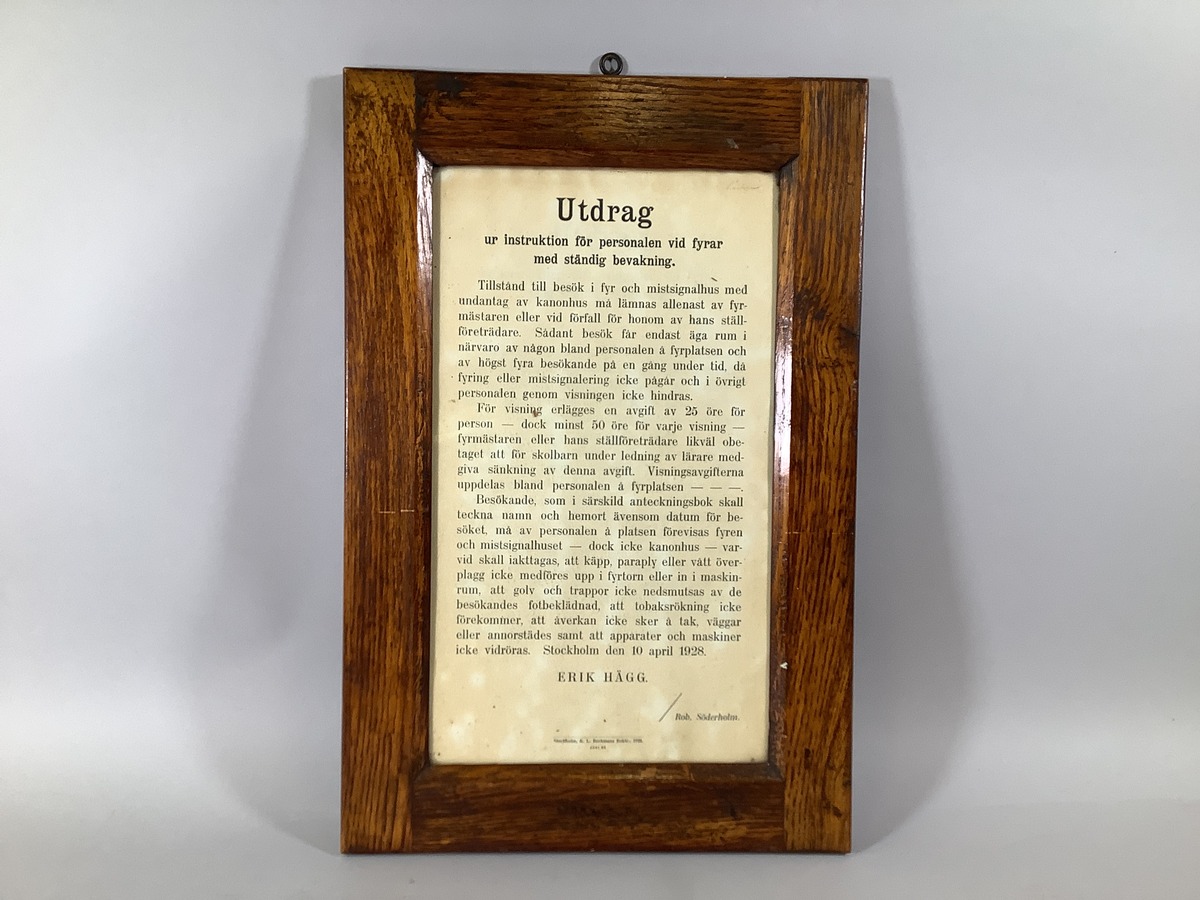 Utdrag
ur instruktion för personalen vid fyrar
med ständig bevakning.
Tillstånd till besök i fyr och mistsignalhus med
undantag av kanonhus må lämnas allenast av fyr-
mästaren eller vid förfall för honom av hans ställ-
företrädare. Sådant besök får endast äga rum i
närvaro av någon bland personalen å fyrplatsen och
av högst fyra besökande på en gång under tid, då
fyring eller mistsignalering icke pågår och i övrigt
personalen genom visningen icke hindras.
För visning erlägges en avgift av 25 öre för
person — dock minst 50 öre för varje visning —
fyrmästaren eller hans ställföreträdare likväl obe-
taget att för skolbarn under ledning av lärare med-
giva sänkning av denna avgift. Visningsavgifterna
uppdelas bland personalen å fyrplatsen — — —.
Besökande, som i särskild anteckningsbok skall
teckna namn och hemort ävensom datum för be-
söket, må av personalen å platsen förevisas fyren
och mistsignalhuset — dock icke kanonhus — var-
vid skall iakttagas, att käpp, paraply eller vått över-
plagg icke medföres upp i fyrtorn eller in i maskin-
rum, att golv och trappor icke nedsmutsas av de
besökandes fotbeklädnad, att tobaksrökning icke
förekommer, att åverkan icke sker å tak, väggar
eller annorstädes samt att apparater och maskiner
icke vidröras. Stockholm den 10 april 1928.
ERIK HÄGG.
/ Rob. Söderholm.
Stockholm, K. L. Beckmans Boktr., 1928.